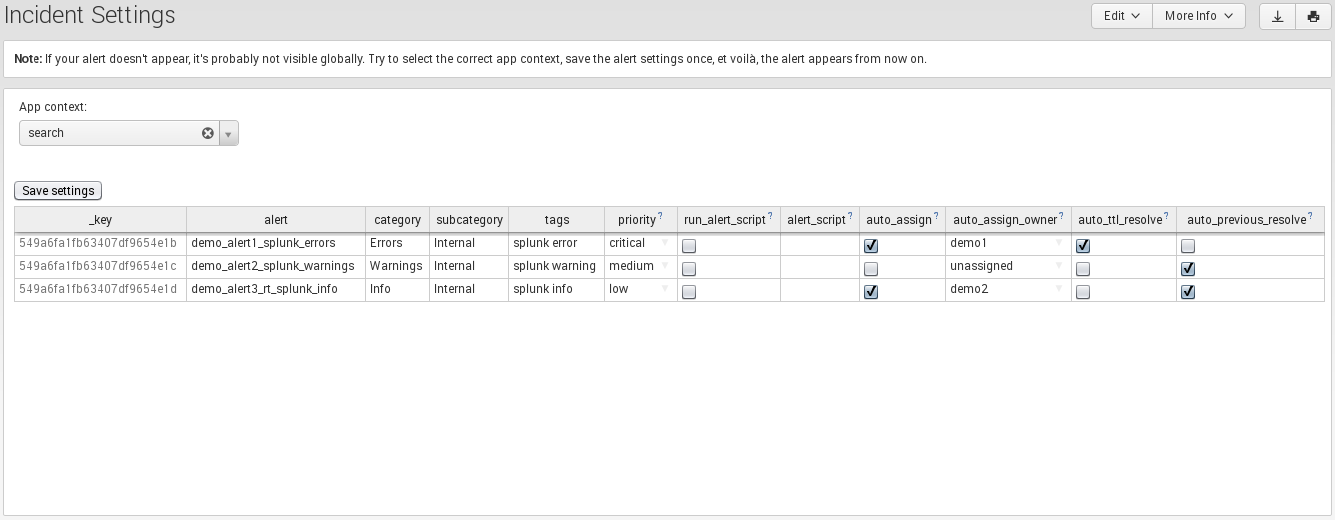 Incident Settings
Edit More Info
Note: If your alert doesn't appear, it's probably not visible globally. Try to select the correct app context, save the alert settings once, et voilà, the alert appears from now on.
App context:
search
Save settings
_key alert category subcategory tags priority? run_alert_script? alert_script? auto_assign? auto_assign_owner? auto_ttl_resolve? auto_previous_resolve?
549a6fa1fb63407df9654e1b demo_alert1_splunk_errors Errors Internal splunk error critical demo1
549a6fa1fb63407df9654e1c demo_alert2_splunk_warnings Warnings Internal splunk warning medium unassigned
549a6fa1fb63407df9654e1d demo_alert3_rt_splunk_info Info Internal splunk info low demo2